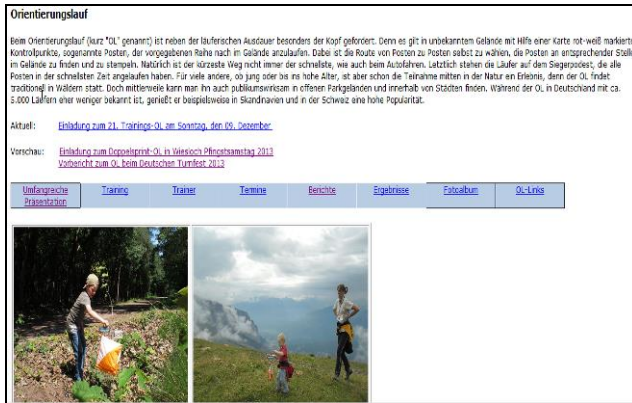 Orientierungslauf
Beim Orientierungslauf (kurz "OL" genannt) ist neben der läuferischen Ausdauer besonders der Kopf gefordert. Denn es gilt in unbekanntem Gelände mit Hilfe einer Karte rot-weiß markierte
Kontrollpunkte, sogenannte Posten, der vorgegebenen Reihe nach im Gelände anzulaufen. Dabei ist die Route von Posten zu Posten selbst zu wählen, die Posten an entsprechender Stelle
im Gelände zu finden und zu stempeln. Natürlich ist der kürzeste Weg nicht immer der schnellste, wie auch beim Autofahren. Letztlich stehen die Läufer auf dem Siegerpodest, die alle
Posten in der schnellsten Zeit angelaufen haben. Für viele andere, ob jung oder bis ins hohe Alter, ist aber schon die Teilnahme mitten in der Natur ein Erlebnis, denn der OL findet
traditionell in Wäldern statt. Doch mittlerweile kann man ihn auch publikumswirksam in offenen Parkgeländen und innerhalb von Städten finden. Während der OL in Deutschland mit ca.
5.000 Läufern eher weniger bekannt ist, genießt er beispielsweise in Skandinavien und in der Schweiz eine hohe Popularität.
Aktuell: Einladung zum 21. Trainings-OL am Sonntag, den 09. Dezember
Vorschau: Einladung zum Doppelsprint-OL in Wiesloch Pfingstsamstag 2013
Vorbericht zum OL beim Deutschen Turnfest 2013
Umfangreiche Präsentation Training Trainer Termine Berichte Ergebnisse Fotoalbum OL-Links